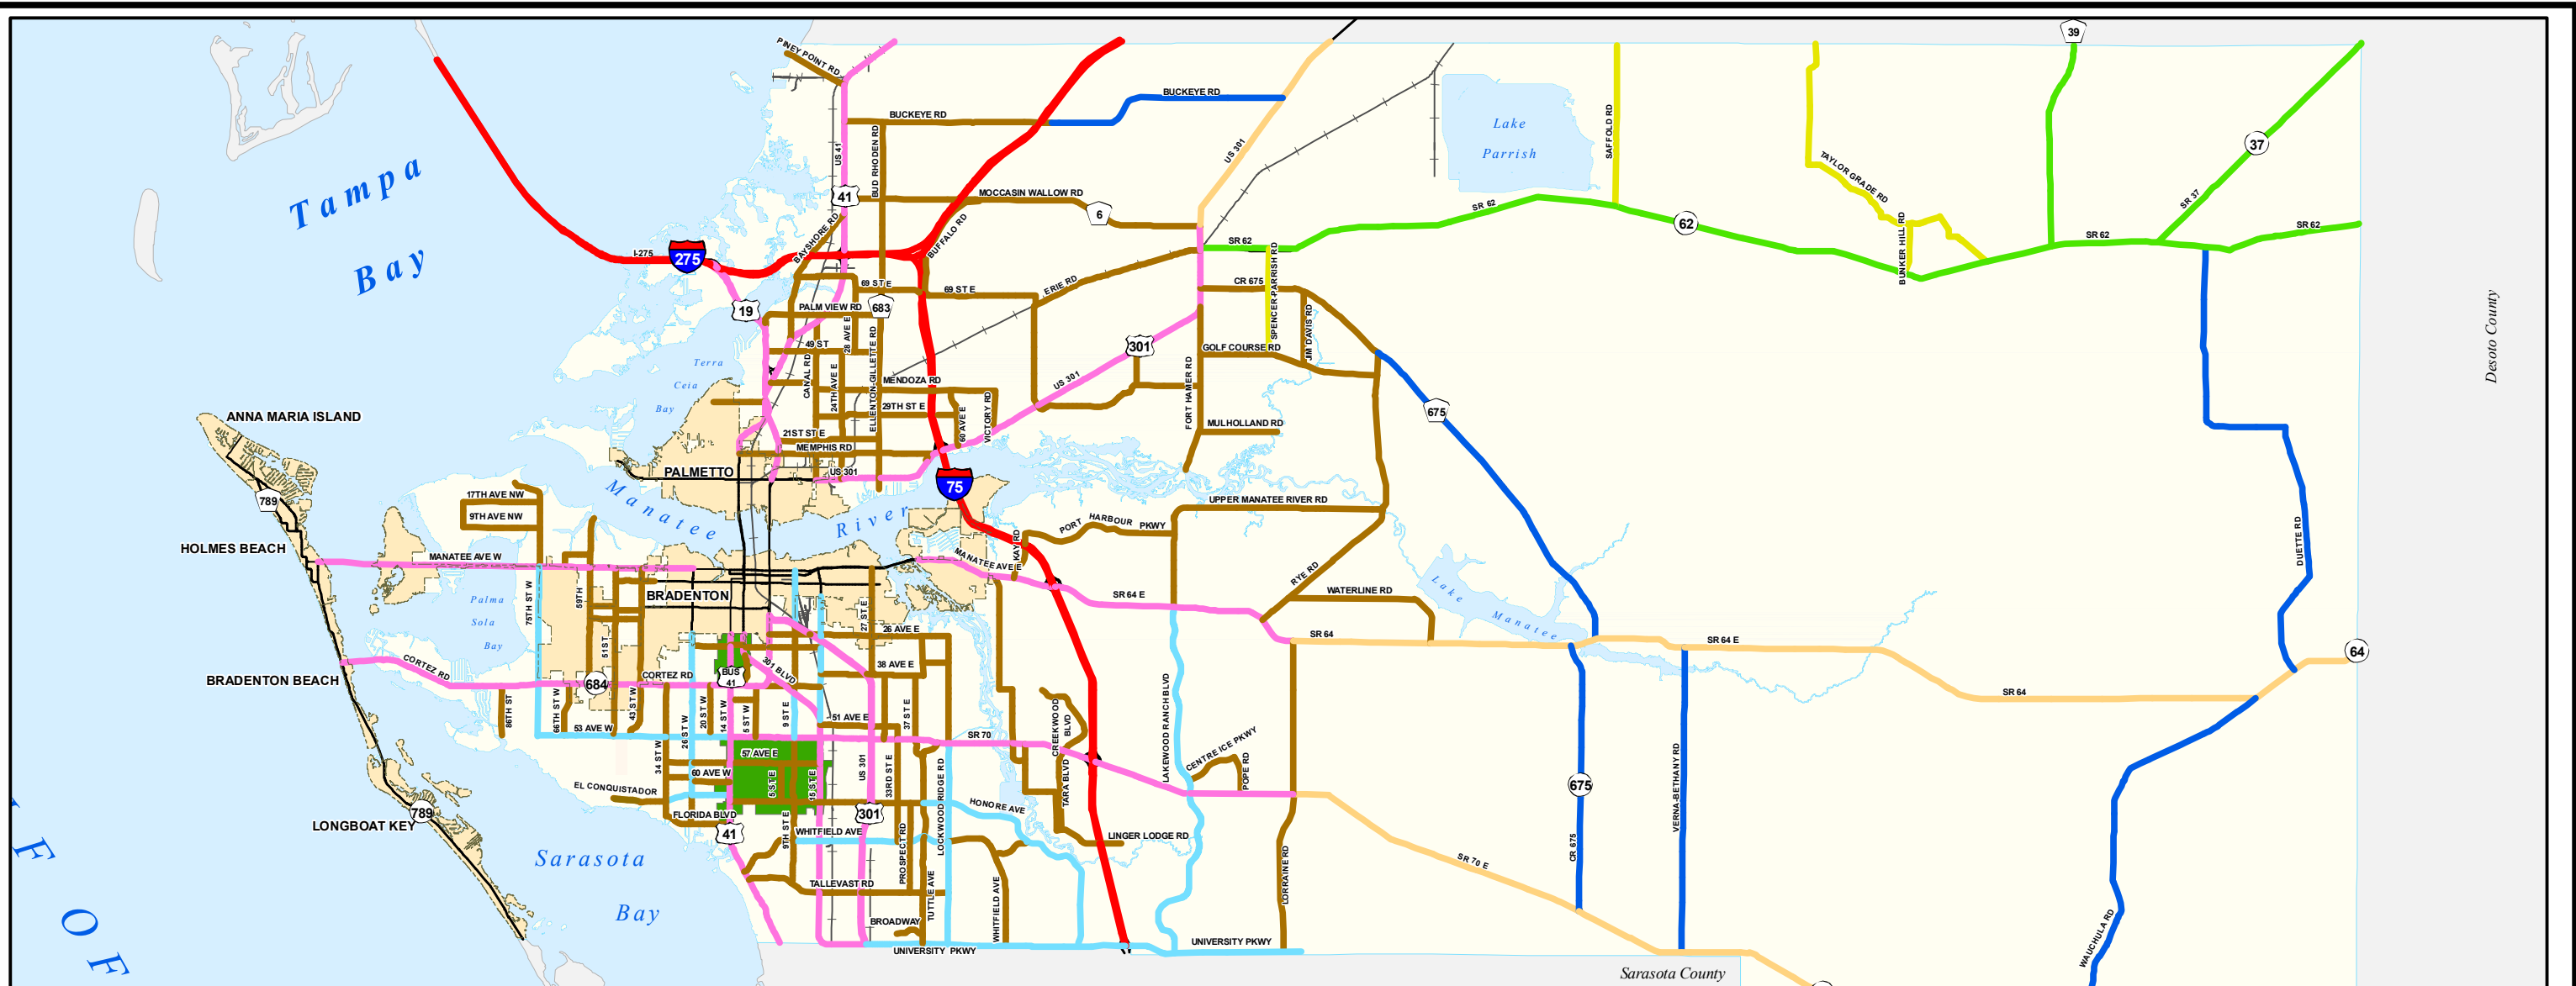 39
PINEY POINT RD
BUCKEYE RD
BUCKEYE RD
US 41
BUD RHODEN RD
US 301
Lake
Parrish
SAFFOLD RD
TAYLOR GRADE RD
37
SR 37
Tampa
Bay
41
MOCCASIN WALLOW RD
6
SR 62
62
BUNKER HILL RD
SR 62
SR 62
I-275
275
BAYSHORE RD
BUFFALO RD
SR 62
69 ST E
69 ST E
ERIE RD
CR 675
SPENCER-PARRISH RD
JIM DAVIS RD
19
PALM VIEW RD
683
28 AVE E
49 ST
CANAL RD
24TH AVE E
ELLENTON-GILLETTE RD
301
US 301
GOLF COURSE RD
FORT HAMER RD
Desoto County
Terra
Ceia
Bay
MENDOZA RD
29TH ST E
60 AVE E
VICTORY RD
21ST ST E
MEMPHIS RD
US 301
MULHOLLAND RD
675
ANNA MARIA ISLAND
PALMETTO
Manatee
River
75
789
17TH AVE NW
9TH AVE NW
UPPER MANATEE RIVER RD
PORT HARBOUR PKWY
KAY RD
HOLMES BEACH
MANATEE AVE W
MANATEE AVE E
DUETTE RD
75TH ST W
59TH
BRADENTON
27 ST E
SR 64 E
RYE RD
WATERLINE RD
Lake
Manatee
Palma
Sola
Bay
51 ST
26 AVE E
SR 64
SR 64 E
64
BRADENTON BEACH
CORTEZ RD
684
CORTEZ RD
BUS
41
301 BLVD
38 AVE E
SR 64
86TH ST
66TH ST W
43 ST W
53 AVE W
34 ST W
26 ST W
20 ST W
14 ST W
5 ST W
9 ST E
51 AVE E
37 ST E
SR 70
CREEKWOOD
BLVD
LAKEWOOD RANCH BLVD
CENTRE ICE PKWY
POPE RD
57 AVE E
60 AVE W
5 ST E
15 ST E
US 301
33RD ST E
LOCKWOOD RIDGE RD
TARA BLVD
675
VERNA-BETHANY RD
EL CONQUISTADOR
HONORE AVE
789
LONGBOAT KEY
FLORIDA BLVD
41
301
9TH ST E
WHITFIELD AVE
PROSPECT RD
LINGER LODGE RD
CR 675
SR 70 E
LORRAINE RD
Sarasota
Bay
TALLEVAST RD
TUTTLE AVE
WHITFIELD AVE
BROADWAY
UNIVERSITY PKWY
UNIVERSITY PKWY
WAUCHULA RD
Sarasota County
F
OF